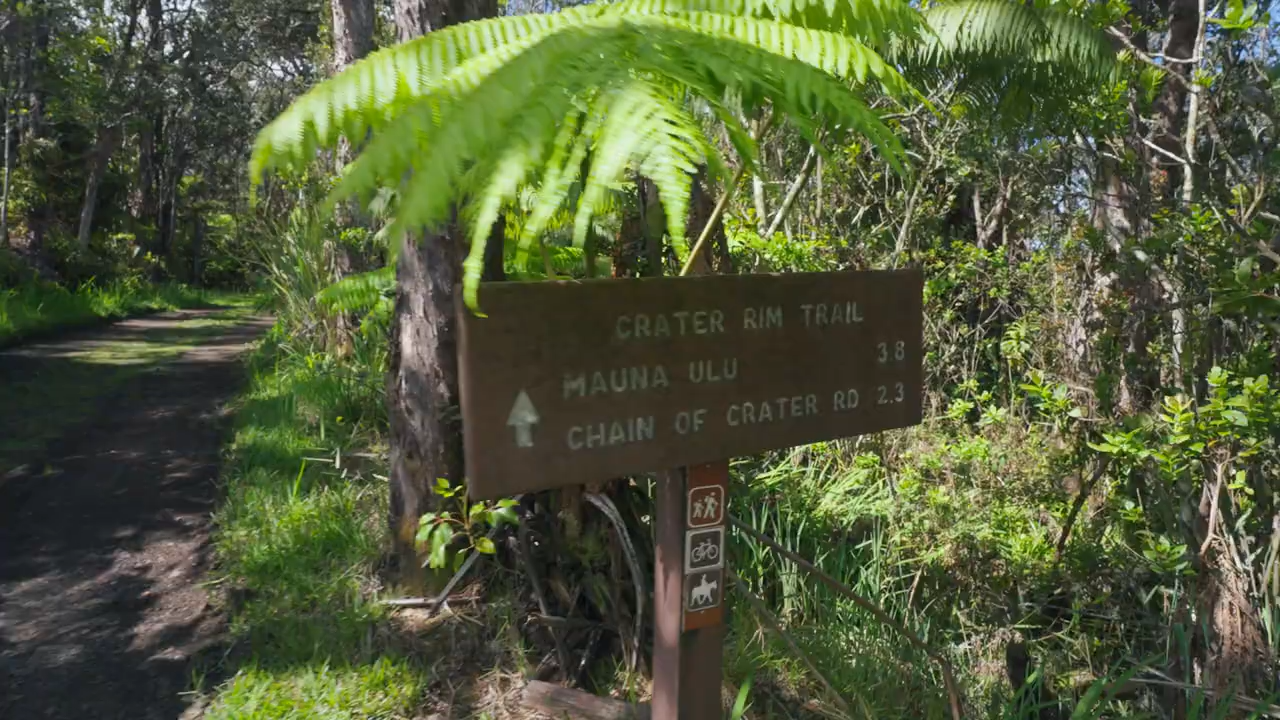 CRATER RIM TRAIL
MAUNA ULU 3.8
CHAIN OF CRATER RD 2.3